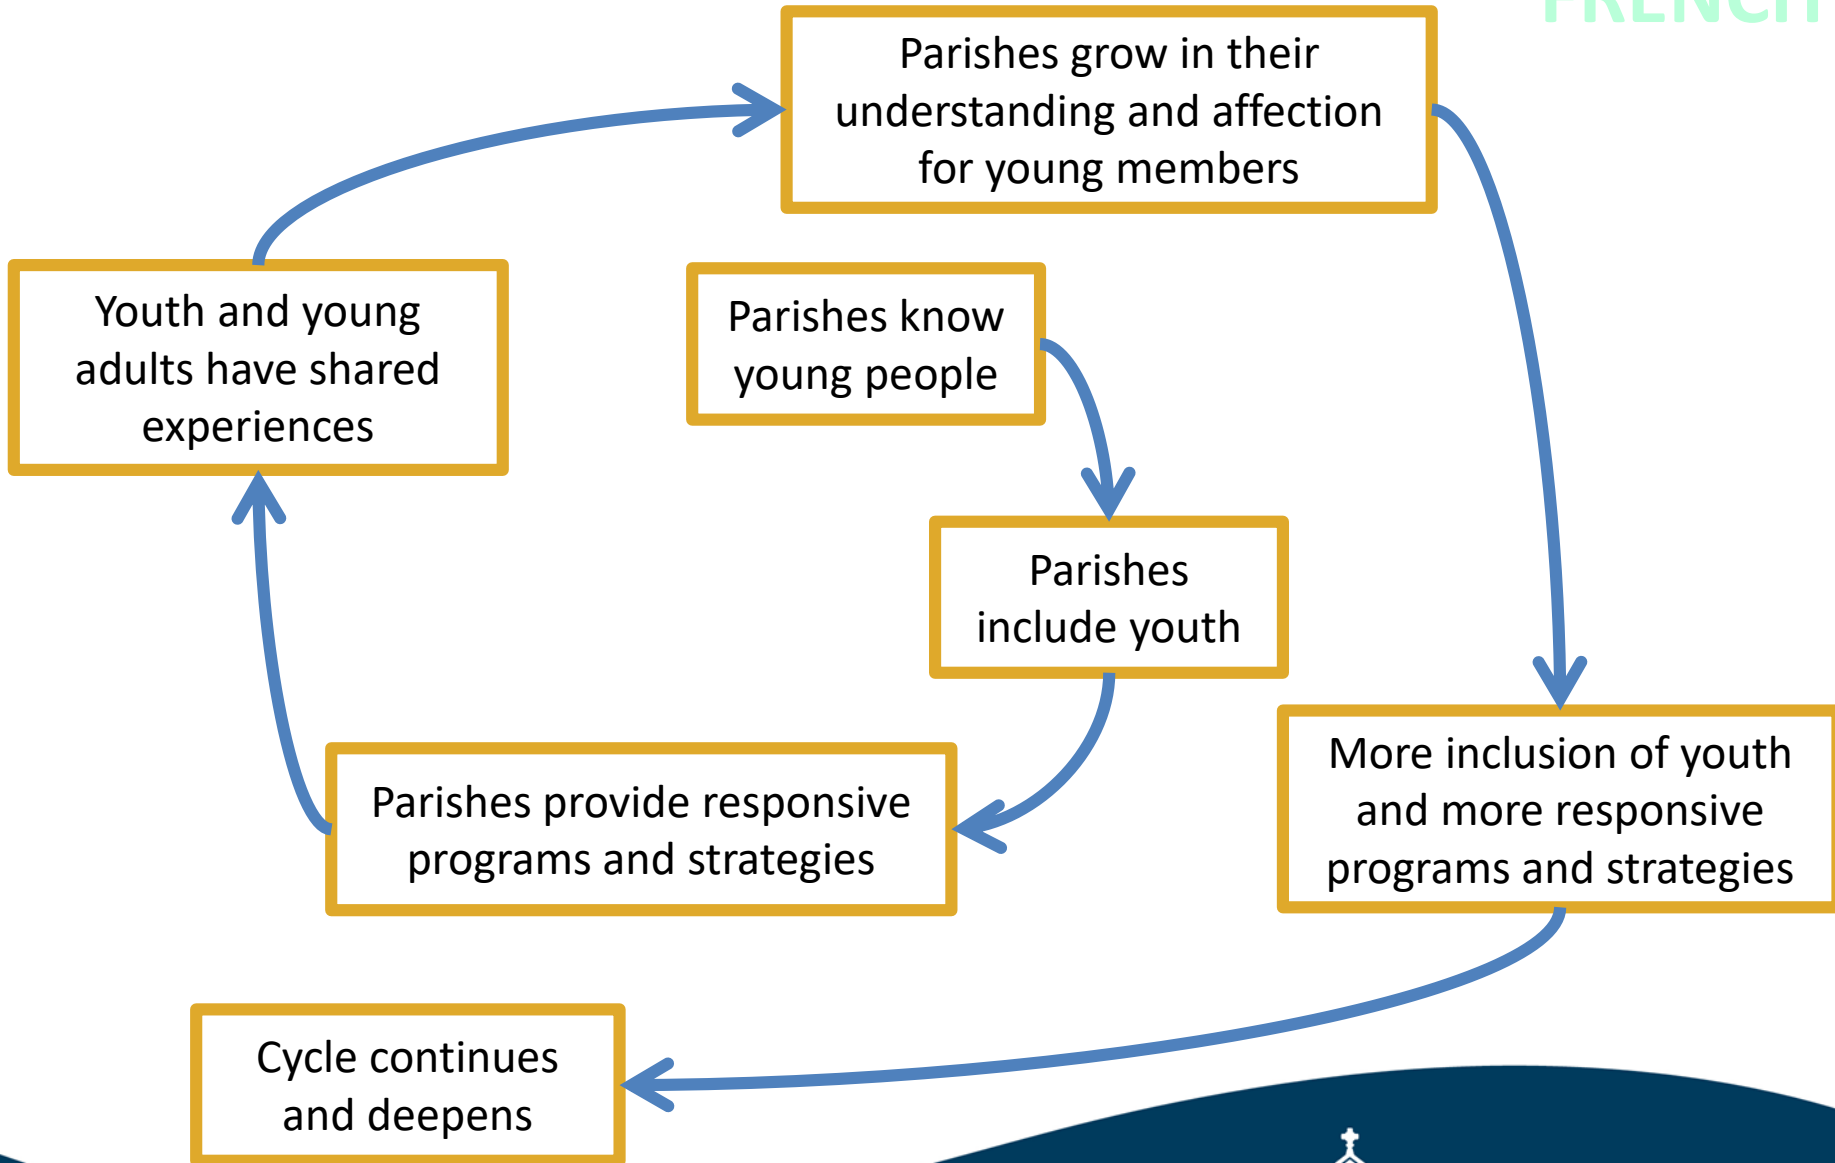 FRENCH
Parishes grow in their
understanding and affection
for young members
Youth and young
adults have shared
experiences
Parishes know
young people
Parishes
include youth
Parishes provide responsive
programs and strategies
More inclusion of youth
and more responsive
programs and strategies
Cycle continues
and deepens